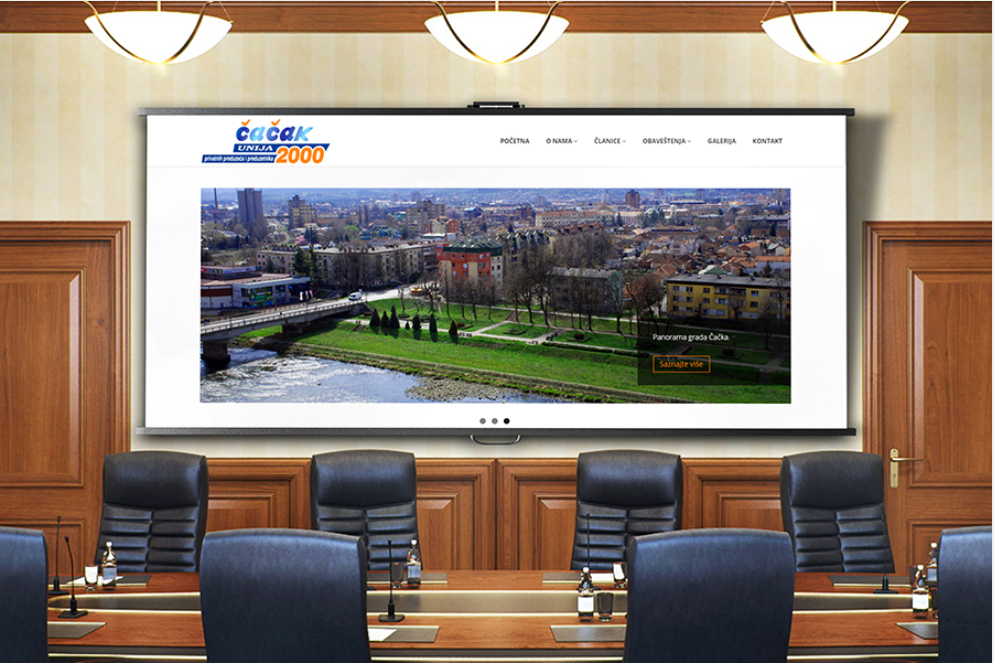 čačak
UNIJA 2000
privatnih preduzeća i preduzetnika
POČETNA O NAMA ČLANICE OBAVEŠTENJA GALERIJA KONTAKT
Panorama grada Čačka.
Saznajte više